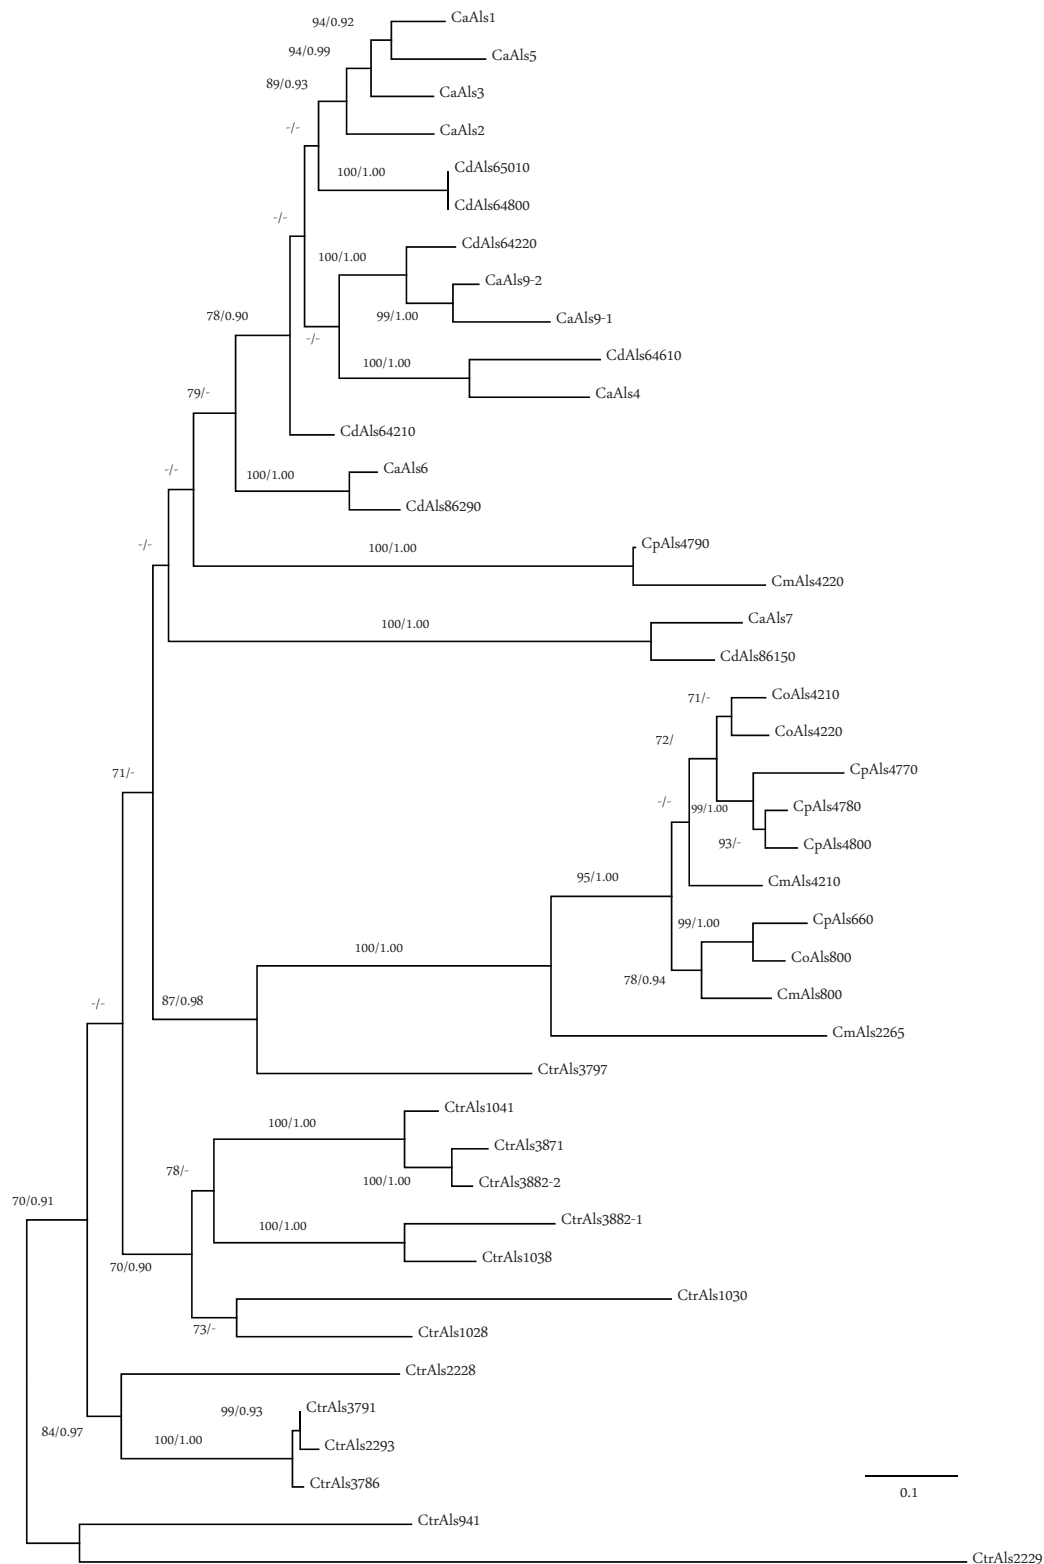 94/0.92
CaAls1
94/0.99
CaAls5
89/0.93
CaAls3
-/-
CaAls2
100/1.00
CdAls65010
CdAls64800
-/-
CdAls64220
100/1.00
CaAls9-2
78/0.90
99/1.00
CaAls9-1
-/-
CdAls64610
100/1.00
CaAls4
79/-
CdAls64210
-/-
CaAls6
100/1.00
CdAls86290
-/-
100/1.00
CpAls4790
CmAls4220
100/1.00
CaAls7
CdAls86150
71/-
CoAls4210
72/
CoAls4220
71/-
CpAls4770
-/-
99/1.00
CpAls4780
93/-
CpAls4800
95/1.00
CmAls4210
99/1.00
CpAls660
100/1.00
CoAls800
78/0.94
CmAls800
-/-
87/0.98
CmAls2265
CtrAls3797
CtrAls1041
100/1.00
CtrAls3871
78/-
100/1.00
CtrAls3882-2
70/0.91
100/1.00
CtrAls3882-1
CtrAls1038
70/0.90
CtrAls1030
73/-
CtrAls1028
CtrAls2228
99/0.93
CtrAls3791
84/0.97
100/1.00
CtrAls2293
CtrAls3786
0.1
CtrAls941
CtrAls2229